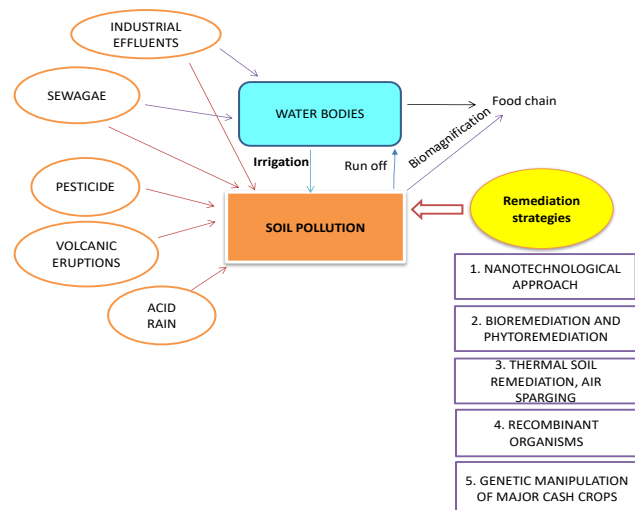 INDUSTRIAL
EFFLUENTS
SEWAGAE
WATER BODIES
Food chain
Biomagnification
Irrigation
Run off
PESTICIDE
SOIL POLLUTION
Remediation
strategies
VOLCANIC
ERUPTIONS
ACID
RAIN
1. NANOTECHNOLOGICAL
APPROACH
2. BIOREMEDIATION AND
PHYTOREMEDIATION
3. THERMAL SOIL
REMEDIATION, AIR
SPARGING
4. RECOMBINANT
ORGANISMS
5. GENETIC MANIPULATION
OF MAJOR CASH CROPS